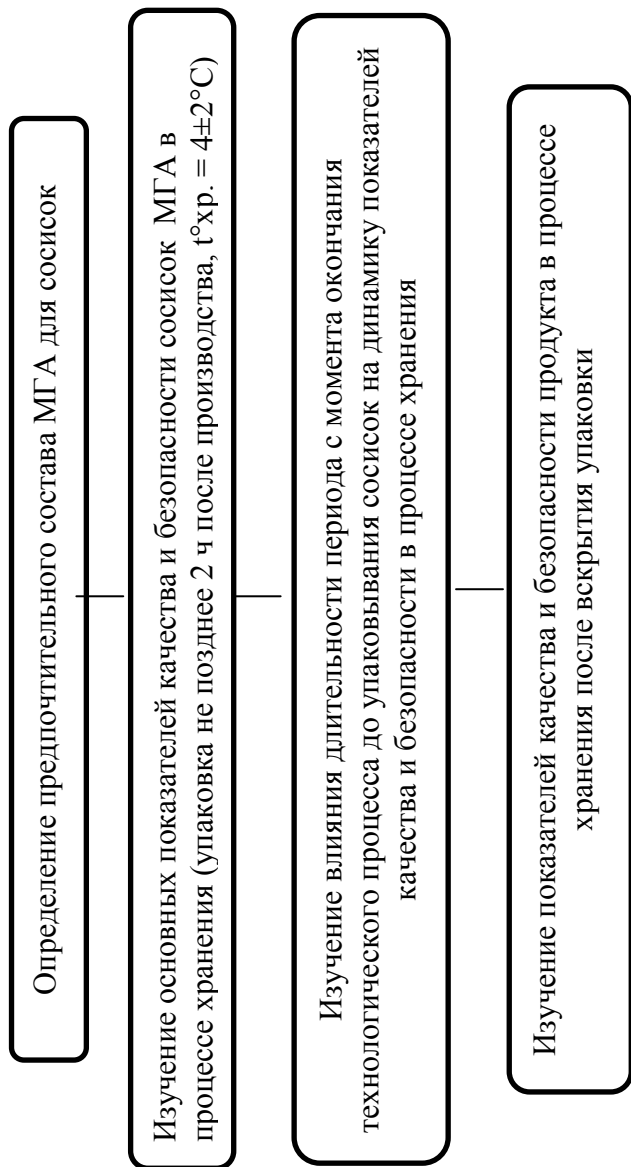 Определение предпочтительного состава МГА для сосисок
Изучение основных показателей качества и безопасности сосисок МГА в
процессе хранения (упаковка не позднее 2 ч после производства, t°хр. = 4±2°С)
Изучение влияния длительности периода с момента окончания
технологического процесса до упаковывания сосисок на динамику показателей
качества и безопасности в процессе хранения
Изучение показателей качества и безопасности продукта в процессе
хранения после вскрытия упаковки